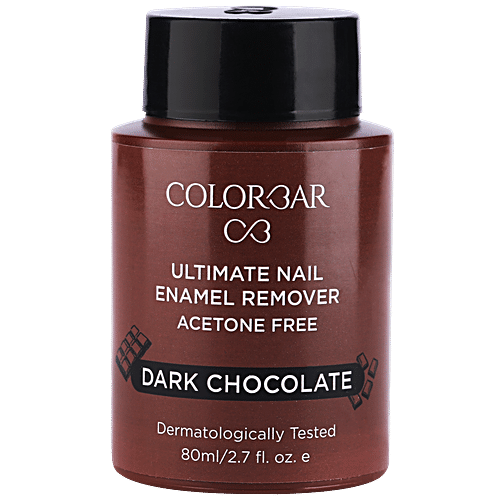 COLORBAR
CB
ULTIMATE NAIL
ENAMEL REMOVER
ACETONE FREE
DARK CHOCOLATE
Dermatologically Tested
80ml/2.7 fl. oz. e